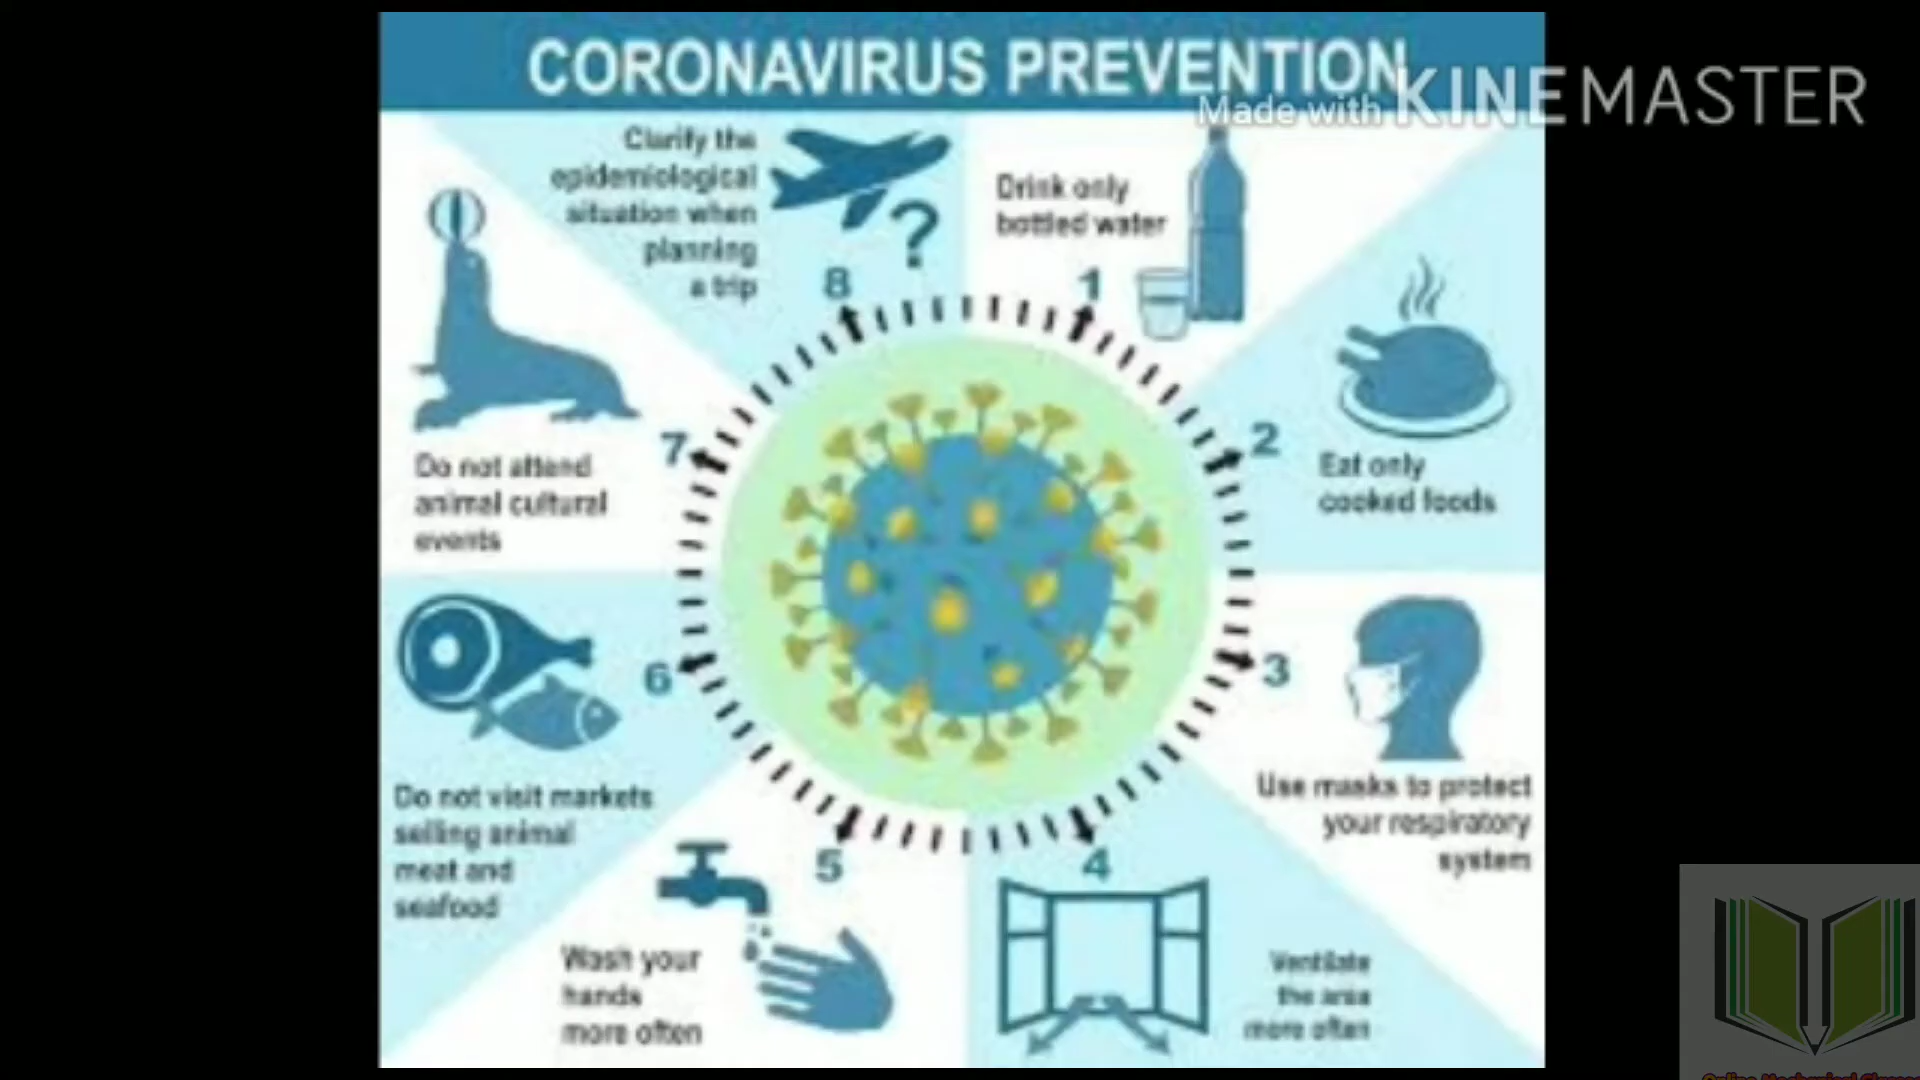 CORONAVIRUS PREVENTION
Made with KINEMASTER
1
Drink only
bottled water
2
Eat only
cooked foods
3
Use masks to protect
your respiratory
system
4
Ventilate
the area
more often
5
Wash your
hands
more often
6
Do not visit markets
selling animal
meat and
seafood
7
Do not attend
animal cultural
events
8
Clarify the
epidemiological
situation when
planning
a trip
?